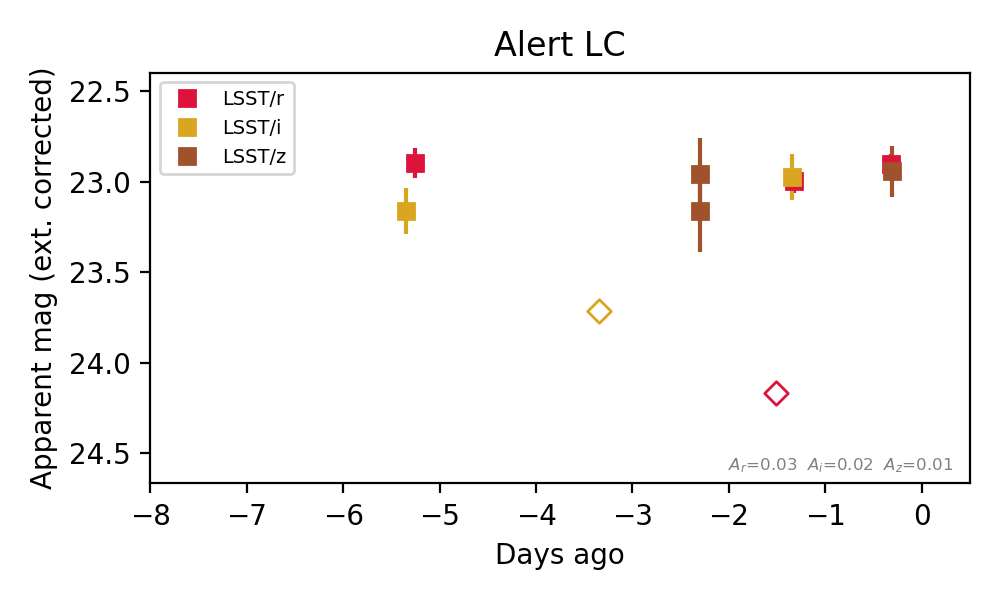 Alert LC
Apparent mag (ext. corrected)
22.5
23.0
23.5
24.0
24.5
LSST/r
LSST/i
LSST/z
A_r=0.03 A_i=0.02 A_z=0.01
−8 −7 −6 −5 −4 −3 −2 −1 0
Days ago